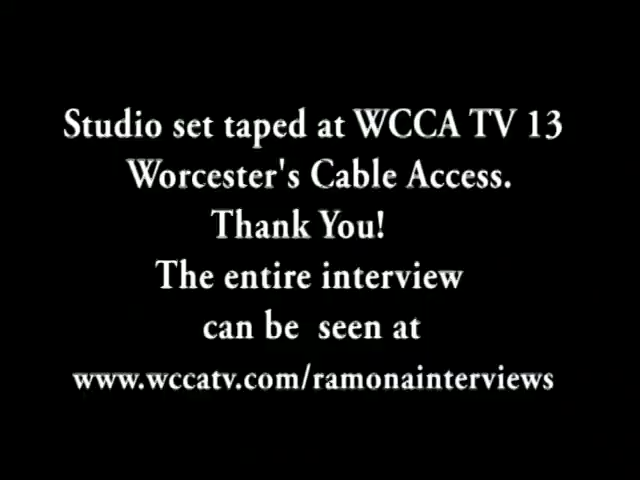 Studio set taped at WCCA TV 13
Worcester's Cable Access.
Thank You!
The entire interview
can be  seen at
www.wccatv.com/ramonainterviews